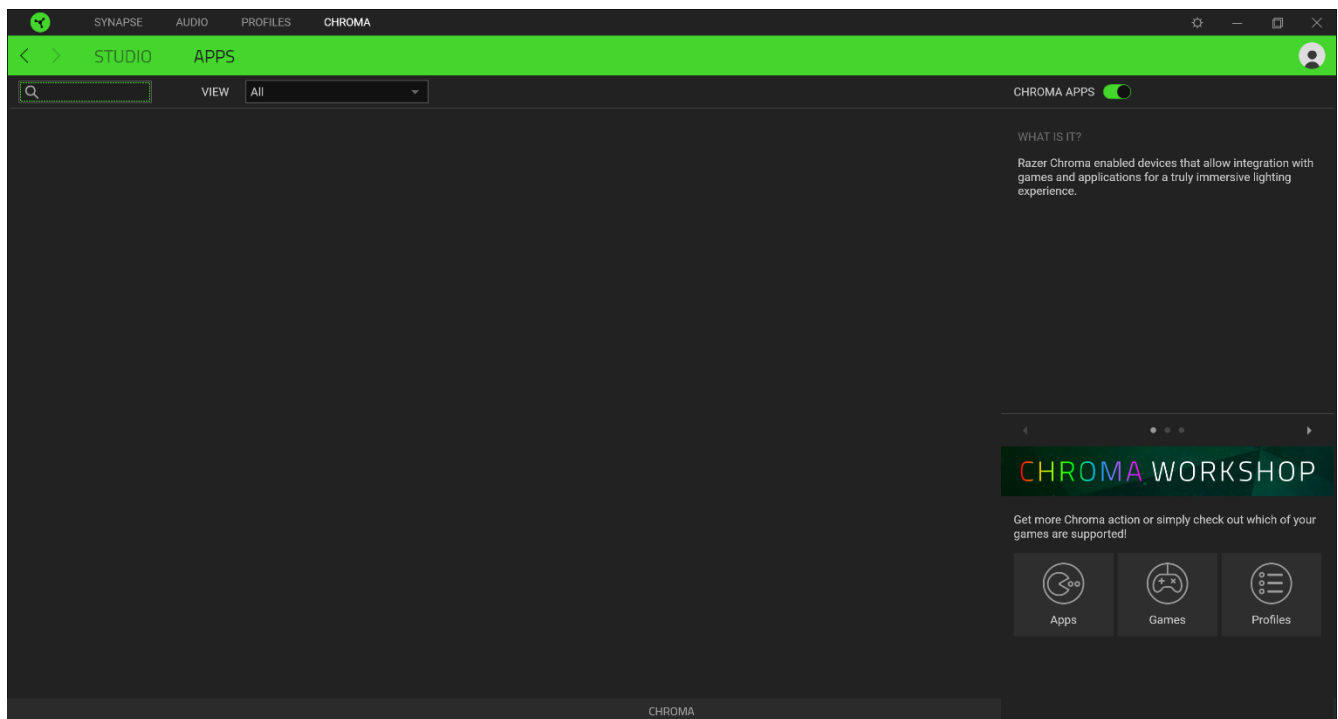 SYNAPSE AUDIO PROFILES CHROMA
STUDIO APPS
VIEW All
CHROMA APPS
WHAT IS IT?
Razer Chroma enabled devices that allow integration with
games and applications for a truly immersive lighting
experience.
CHROMA WORKSHOP
Get more Chroma action or simply check out which of your
games are supported!
Apps Games Profiles
CHROMA